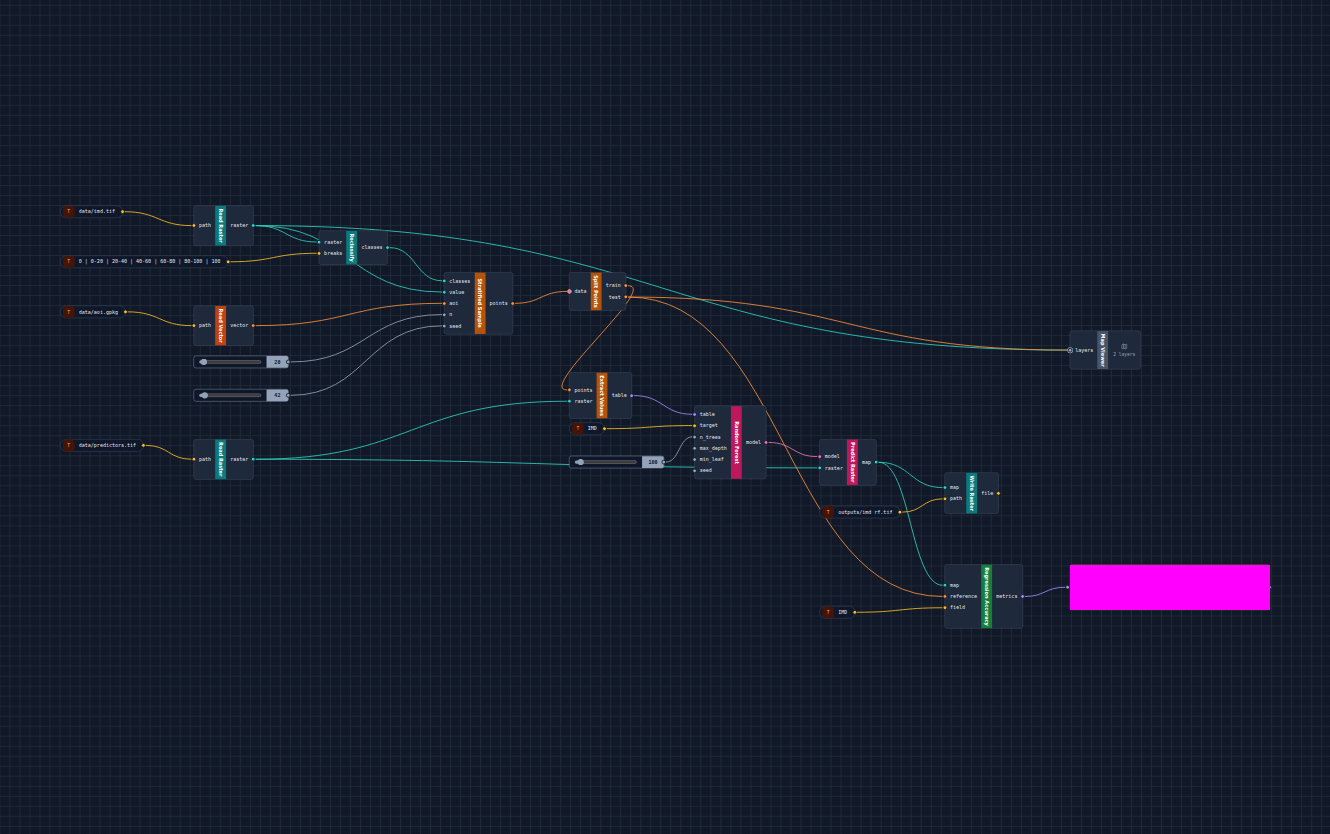 T data/imd.tif
path Read Raster raster
T 0 | 0-20 | 20-40 | 40-60 | 60-80 | 80-100 | 100
raster breaks Reclassify classes
T data/aoi.gpkg
path Read Vector vector
20
42
classes value aoi n seed Stratified Sample points
data Split Points train test
layers Map Viewer 2 layers
points raster Extract Values table
T IMD
100
table target n_trees max_depth min_leaf seed Random Forest model
T data/predictors.tif
path Read Raster raster
model raster Predict Raster map
T outputs/imd_rf.tif
map path Write Raster file
T IMD
map reference field Regression Accuracy metrics